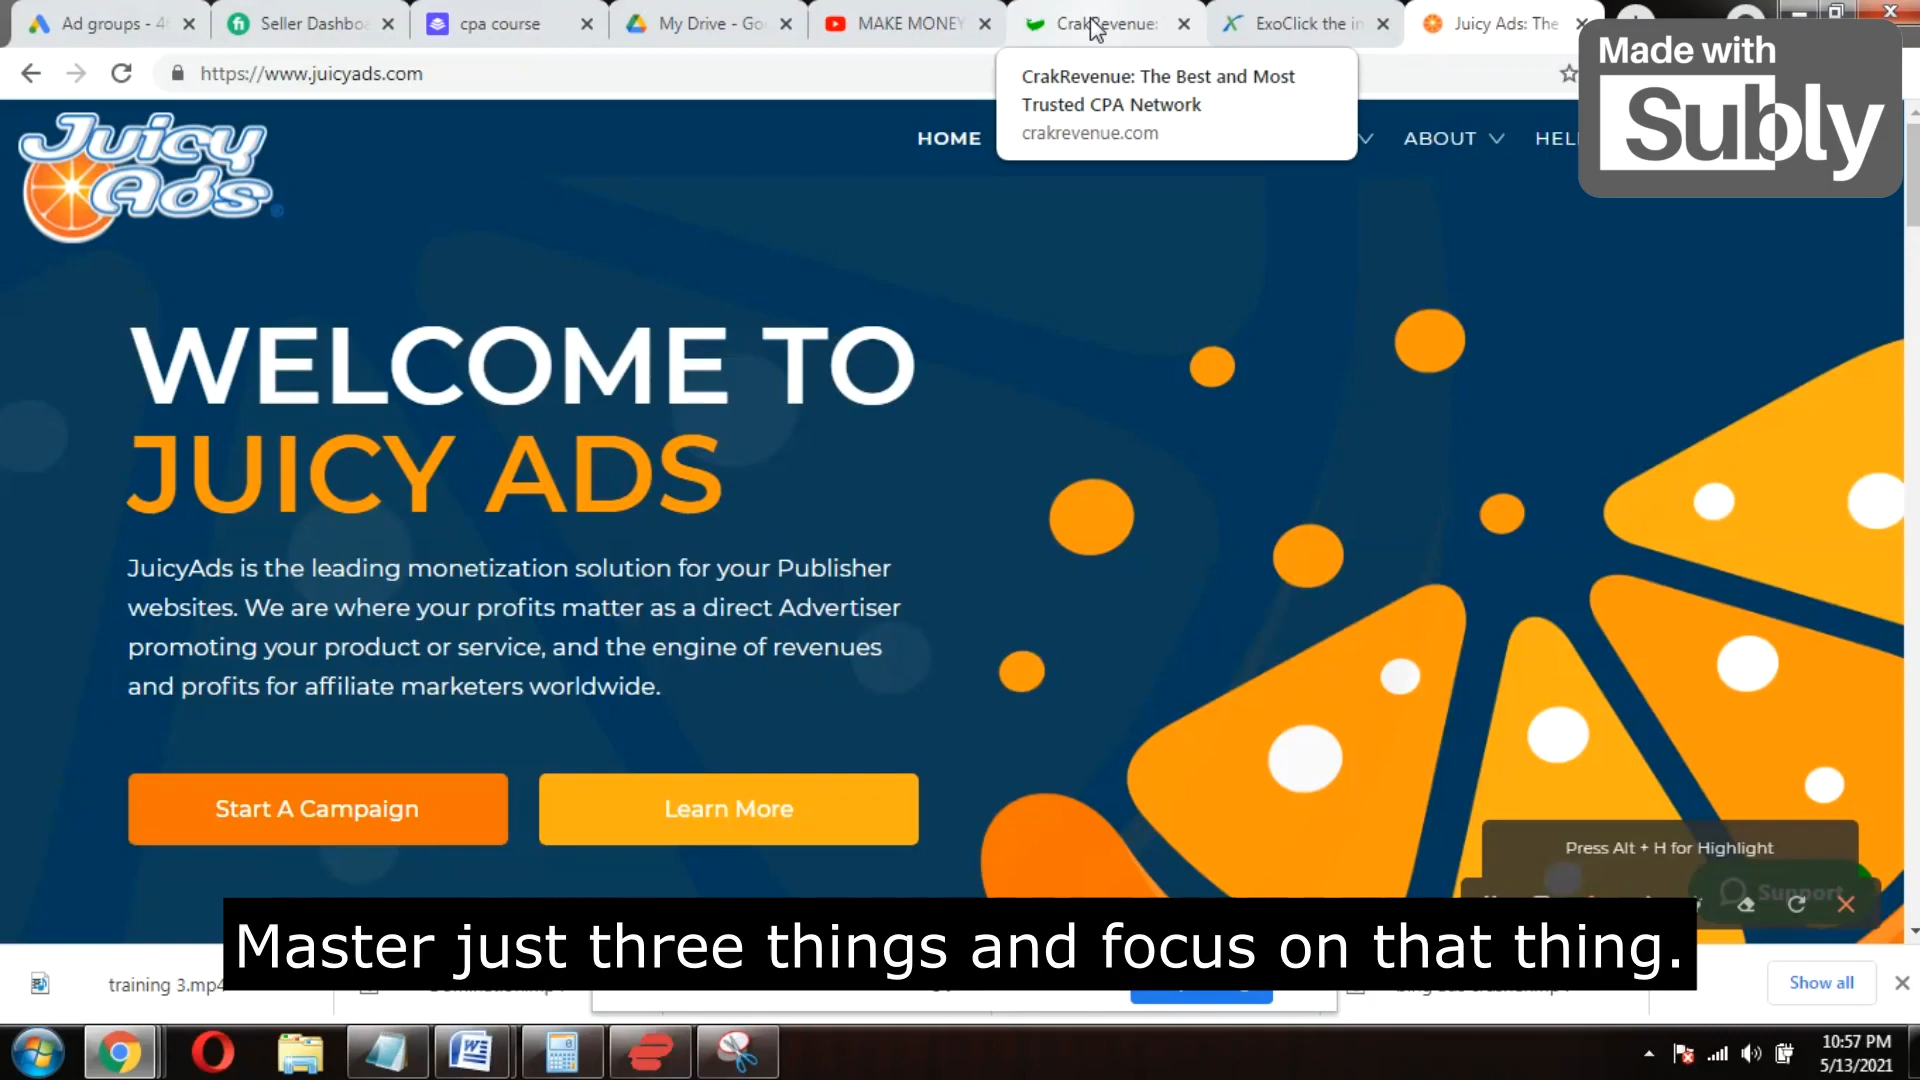 Ad groups - 4
Seller Dashbo
cpa course
My Drive - Go
MAKE MONEY
CrakRevenue:
ExoClick the in
Juicy Ads: The
https://www.juicyads.com
CrakRevenue: The Best and Most
Trusted CPA Network
crakrevenue.com
Made with
Subly
Juicy
Ads
HOME
ABOUT
HEL
WELCOME TO
JUICY ADS
JuicyAds is the leading monetization solution for your Publisher
websites. We are where your profits matter as a direct Advertiser
promoting your product or service, and the engine of revenues
and profits for affiliate marketers worldwide.
Start A Campaign
Learn More
Press Alt + H for Highlight
Support
Master just three things and focus on that thing.
training 3.mp4
Show all
10:57 PM
5/13/2021